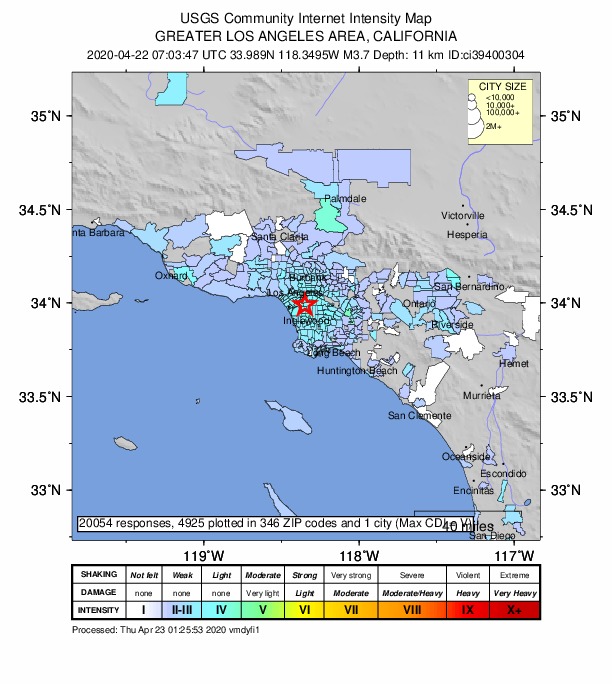 USGS Community Internet Intensity Map
GREATER LOS ANGELES AREA, CALIFORNIA
2020-04-22 07:03:47 UTC 33.989N 118.3495W M3.7 Depth: 11 km ID:ci39400304
CITY SIZE
<10,000
10,000+
100,000+
2M+
35°N 35°N
Palmdale
34.5°N 34.5°N
Victorville
nta Barbara Santa Clarita Hesperia
Oxnard Burbank San Bernardino
Los Angeles
34°N Ontario 34°N
Inglewood Riverside
Long Beach
Huntington Beach Hemet
33.5°N Murrieta 33.5°N
San Clemente
Oceanside
Escondido
33°N Encinitas 33°N
20054 responses, 4925 plotted in 346 ZIP codes and 1 city (Max CDI = V)
40 miles
San Diego
119°W 118°W 117°W
SHAKING Not felt Weak Light Moderate Strong Very strong Severe Violent Extreme
DAMAGE none none none Very light Light Moderate Moderate/Heavy Heavy Very Heavy
INTENSITY I II-III IV V VI VII VIII IX X+
Processed: Thu Apr 23 01:25:53 2020 vmdyfi1